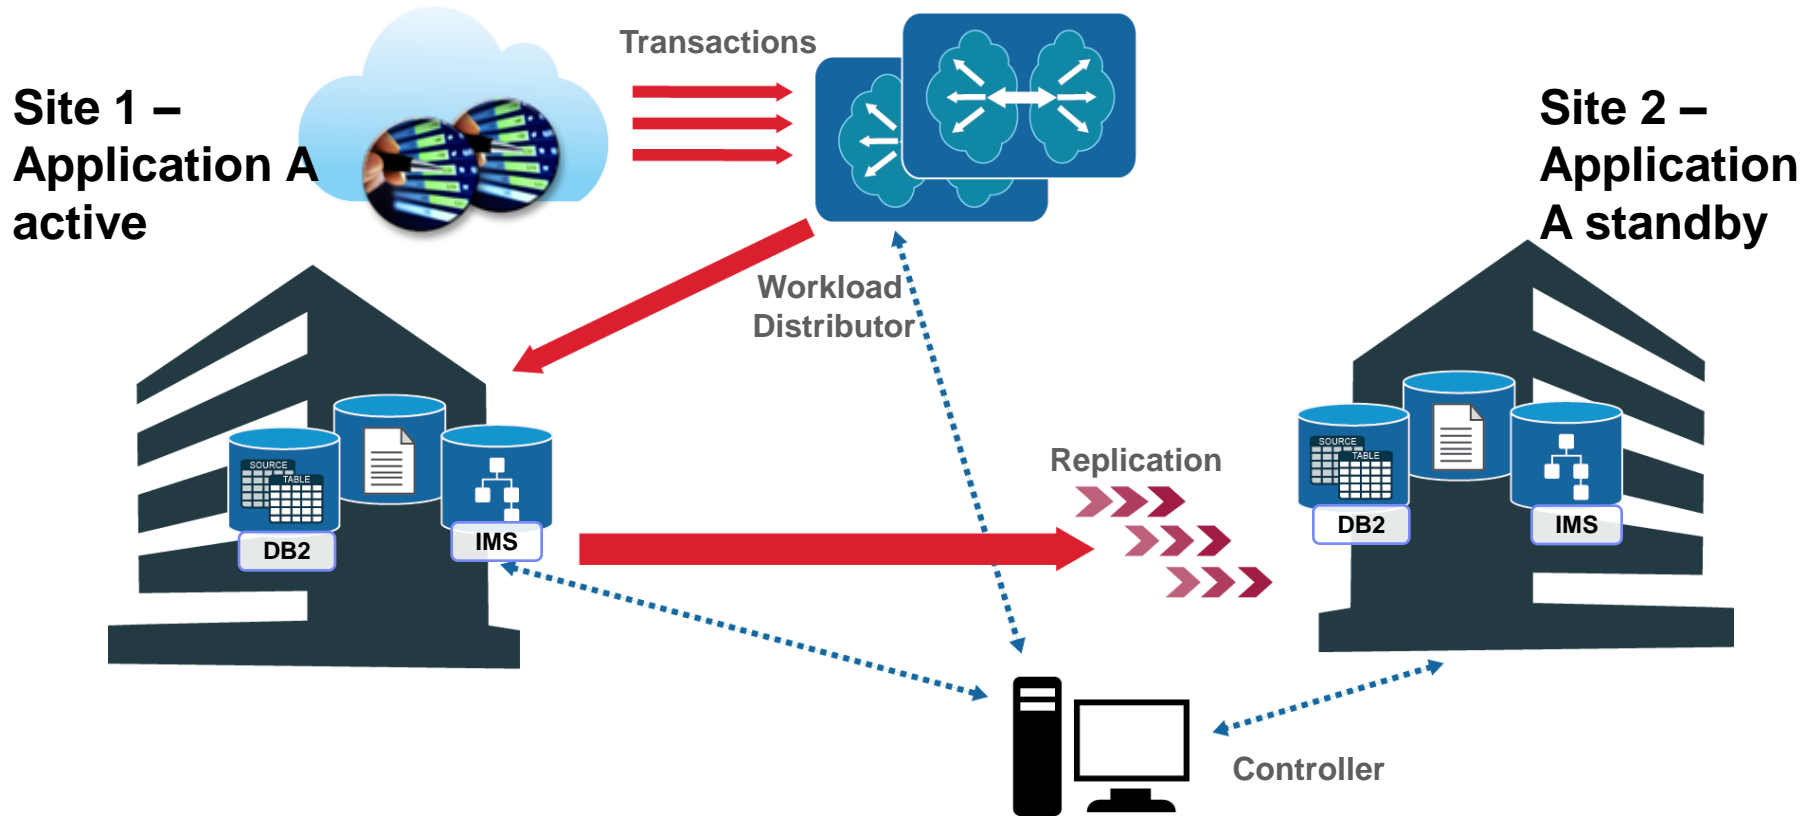 Transactions
Site 1 –
Application A
active
Site 2 –
Application
A standby
Workload
Distributor
SOURCE
TABLE
DB2
IMS
Replication
SOURCE
TABLE
DB2
IMS
Controller